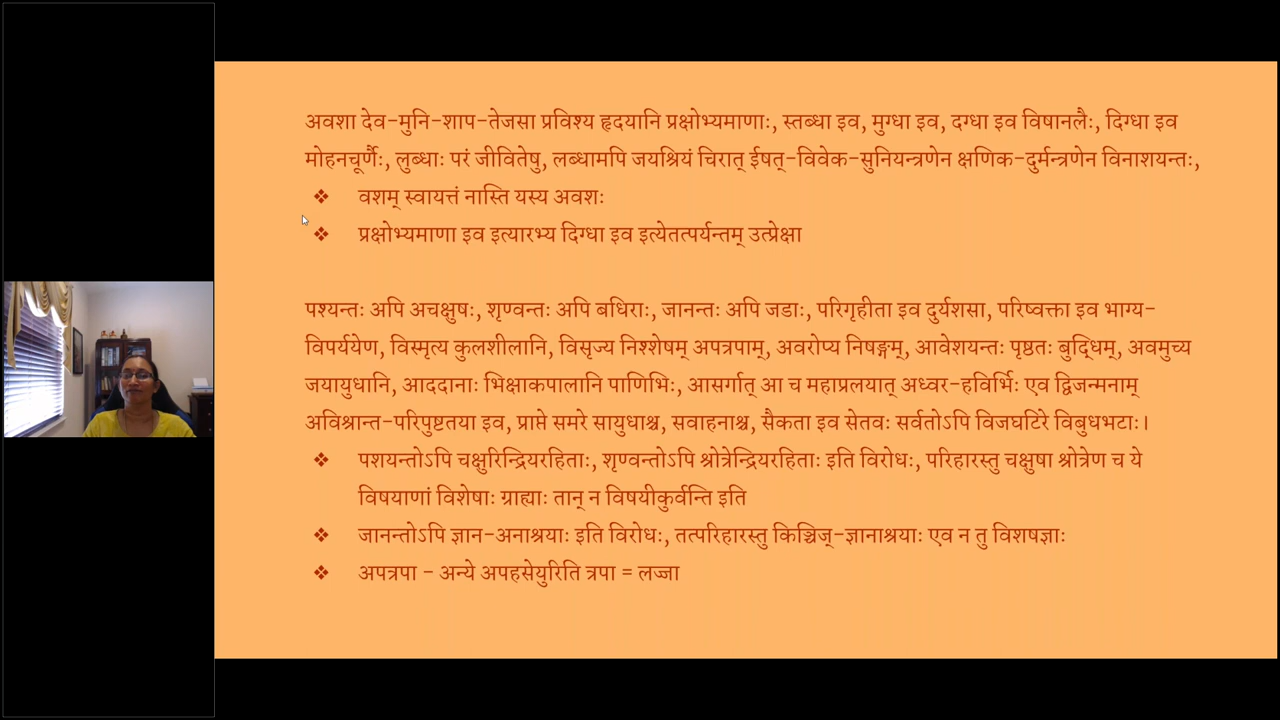 अवशा देव-मुनि-शाप-तेजसा प्रविश्य हृदयानि प्रक्षोभ्यमाणाः, स्तब्धा इव, मुग्धा इव, दग्धा इव विषानलैः, दिग्धा इव
मोहनचूर्णैः, लुब्धाः परं जीवितेषु, लब्धामपि जयश्रियं चिरात् ईषत्-विवेक-सुनियन्त्रणेन क्षणिक-दुर्मन्त्रणेन विनाशयन्तः,
❖ वशम् स्वायत्तं नास्ति यस्य अवशः
❖ प्रक्षोभ्यमाणा इव इत्यारभ्य दिग्धा इव इत्येतत्पर्यन्तम् उत्प्रेक्षा
पश्यन्तः अपि अचक्षुषः, शृण्वन्तः अपि बधिराः, जानन्तः अपि जडाः, परिगृहीता इव दुर्यशसा, परिष्वक्ता इव भाग्य-
विपर्ययेण, विस्मृत्य कुलशीलानि, विसृज्य निश्शेषम् अपत्रपाम्, अवरोप्य निषङ्गम्, आवेशयन्तः पृष्ठतः बुद्धिम्, अवमुच्य
जयायुधानि, आददानाः भिक्षाकपालानि पाणिभिः, आसर्गात् आ च महाप्रलयात् अध्वर-हविर्भिः एव द्विजन्मनाम्
अविश्रान्त-परिपुष्टतया इव, प्राप्ते समरे सायुधाश्च, सवाहनाश्च, सैकता इव सेतवः सर्वतोऽपि विजघटिरे विबुधभटाः।
❖ पशयन्तोऽपि चक्षुरिन्द्रियरहिताः, शृण्वन्तोऽपि श्रोत्रेन्द्रियरहिताः इति विरोधः, परिहारस्तु चक्षुषा श्रोत्रेण च ये
विषयाणां विशेषाः ग्राह्याः तान् न विषयीकुर्वन्ति इति
❖ जानन्तोऽपि ज्ञान-अनाश्रयाः इति विरोधः, तत्परिहारस्तु किञ्चिज्-ज्ञानाश्रयाः एव न तु विशषज्ञाः
❖ अपत्रपा - अन्ये अपहसेयुरिति त्रपा = लज्जा